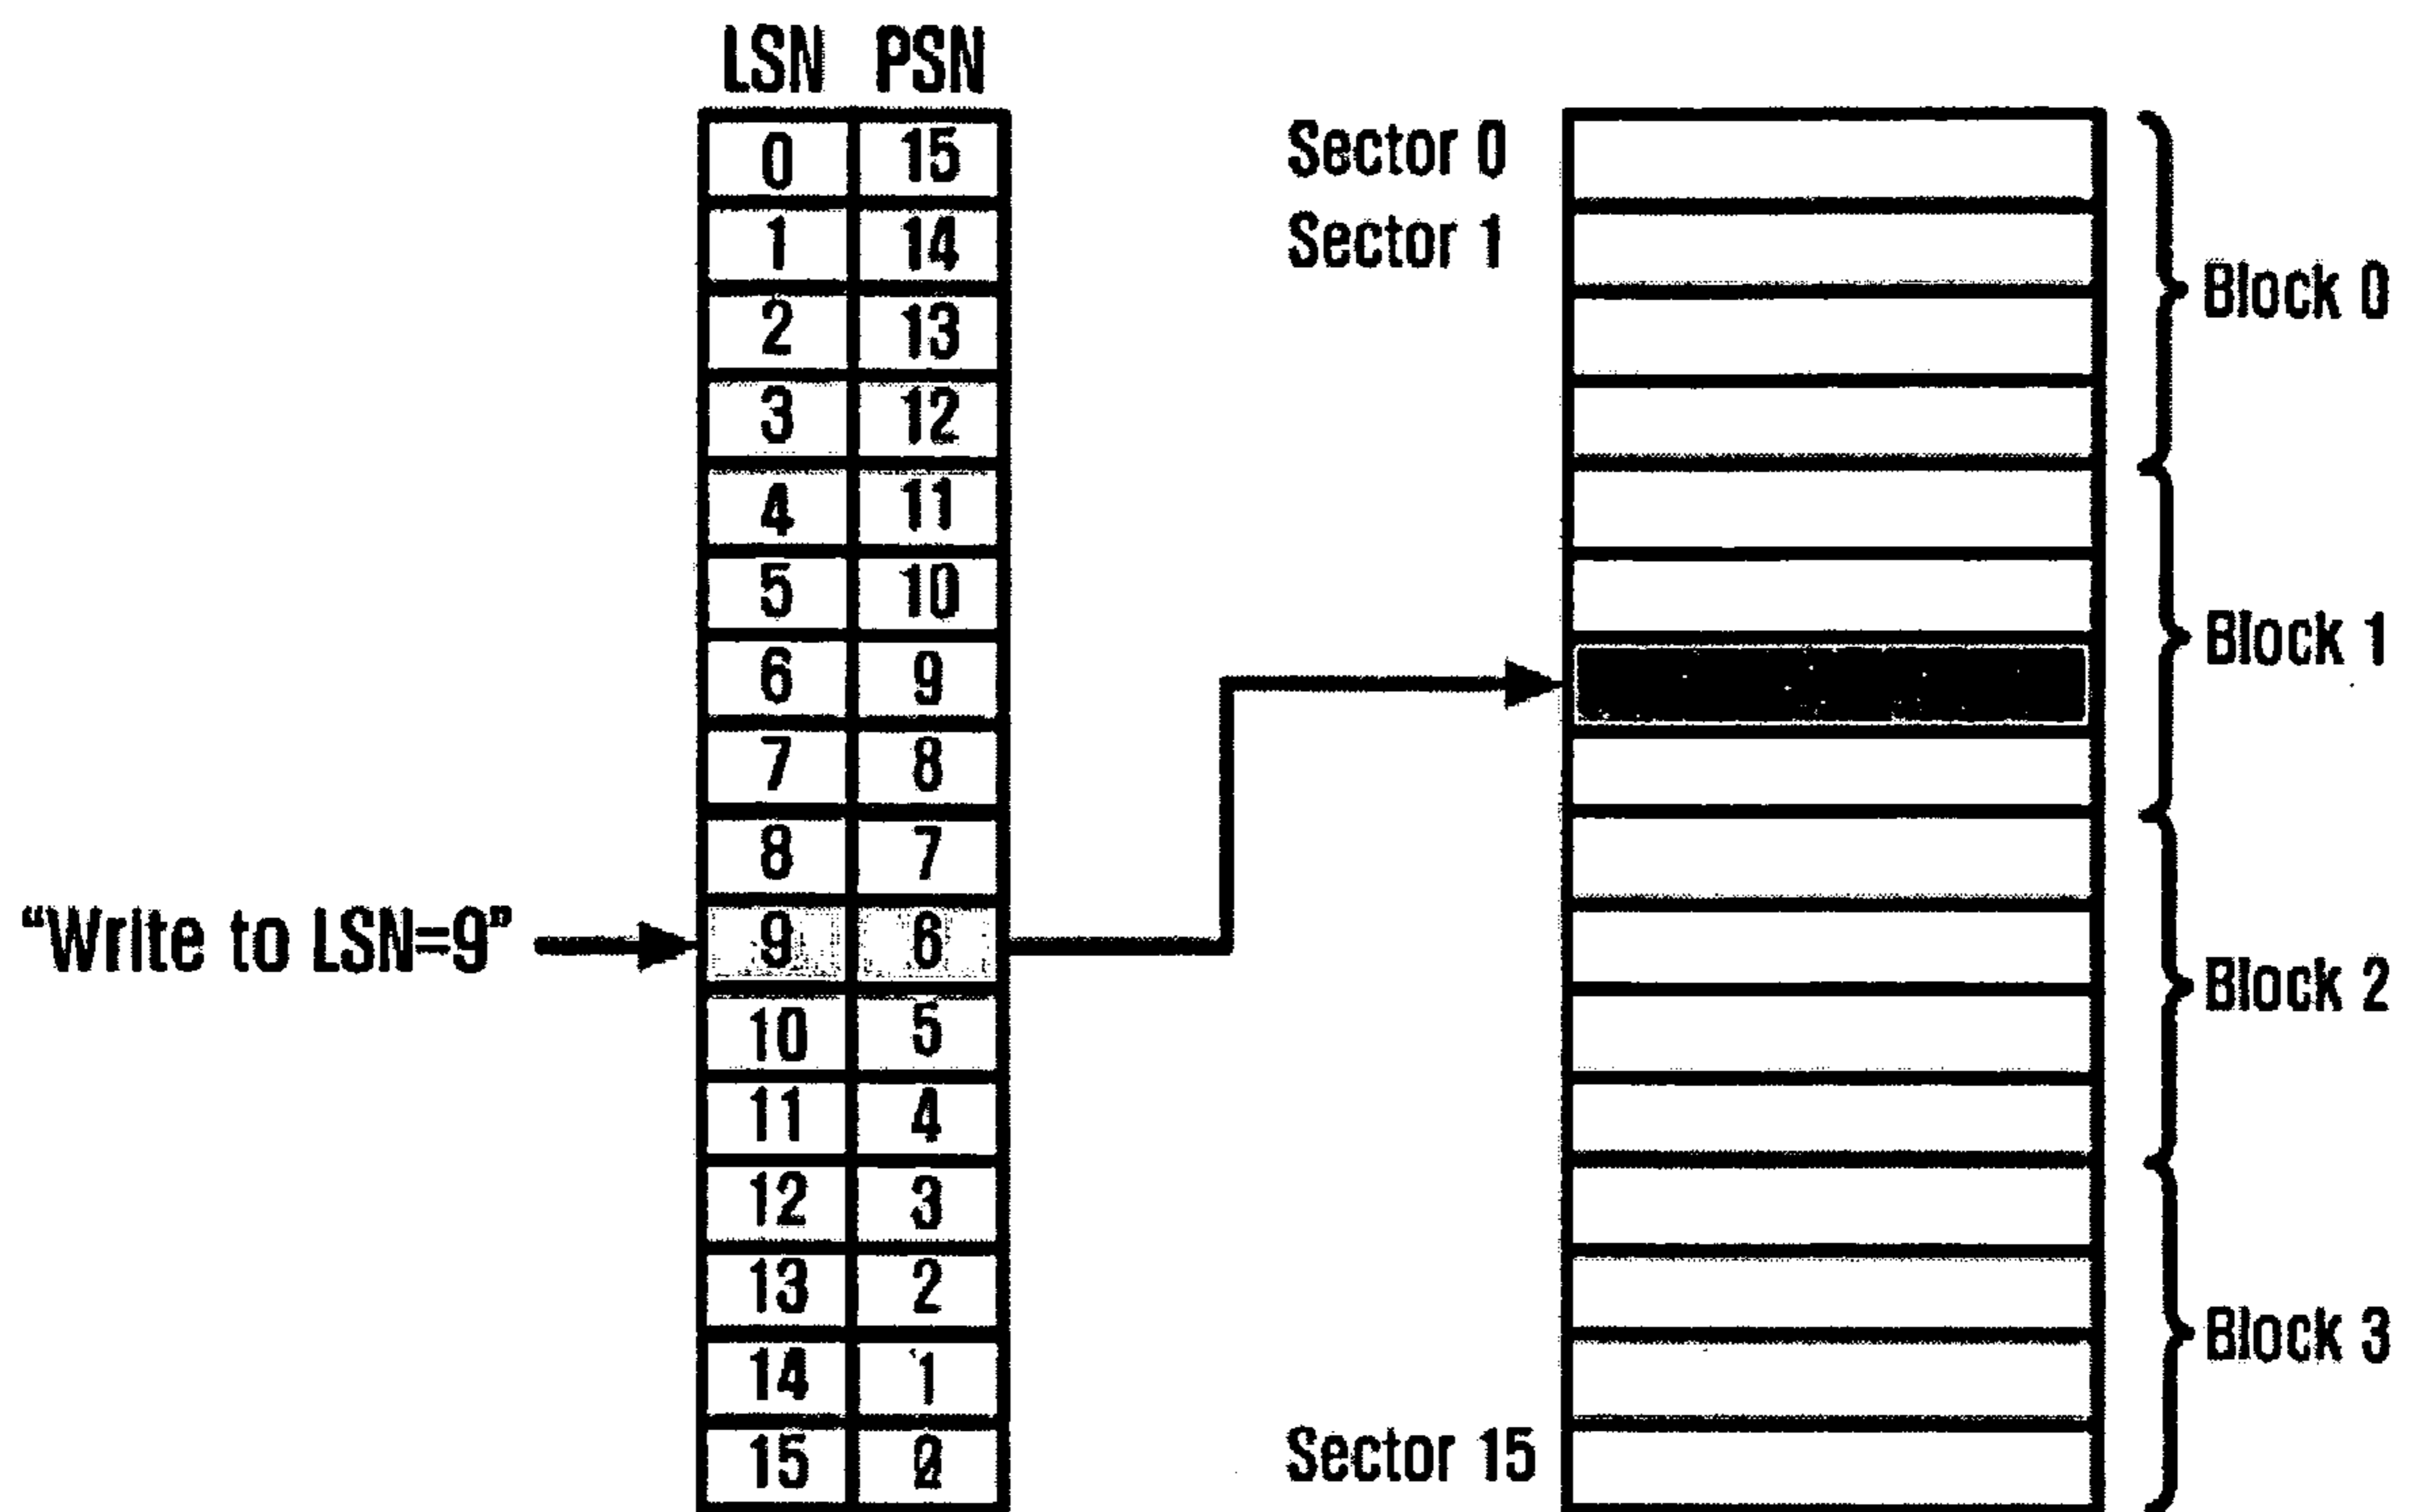 LSN PSN
0 15
1 14
2 13
3 12
4 11
5 10
6 9
7 8
8 7
9 6
10 5
11 4
12 3
13 2
14 1
15
"Write to LSN=9"
Sector 0
Sector 1
Sector 15
Block 0
Block 1
Block 2
Block 3